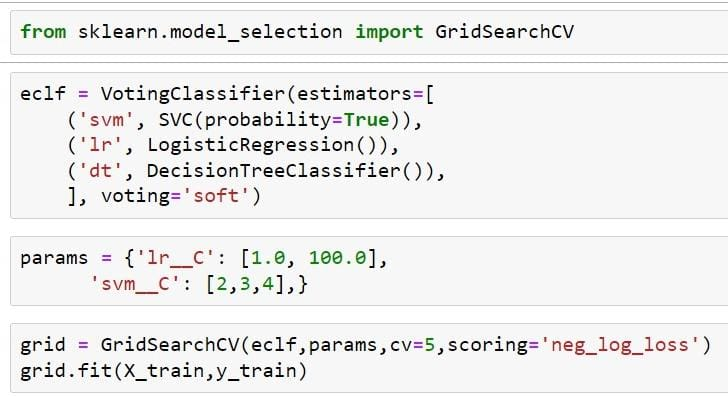 from sklearn.model_selection import GridSearchCV
eclf = VotingClassifier(estimators=[
    ('svm', SVC(probability=True)),
    ('lr', LogisticRegression()),
    ('dt', DecisionTreeClassifier()),
    ], voting='soft')
params = {'lr__C': [1.0, 100.0],
      'svm__C': [2,3,4],}
grid = GridSearchCV(eclf,params,cv=5,scoring='neg_log_loss')
grid.fit(X_train,y_train)